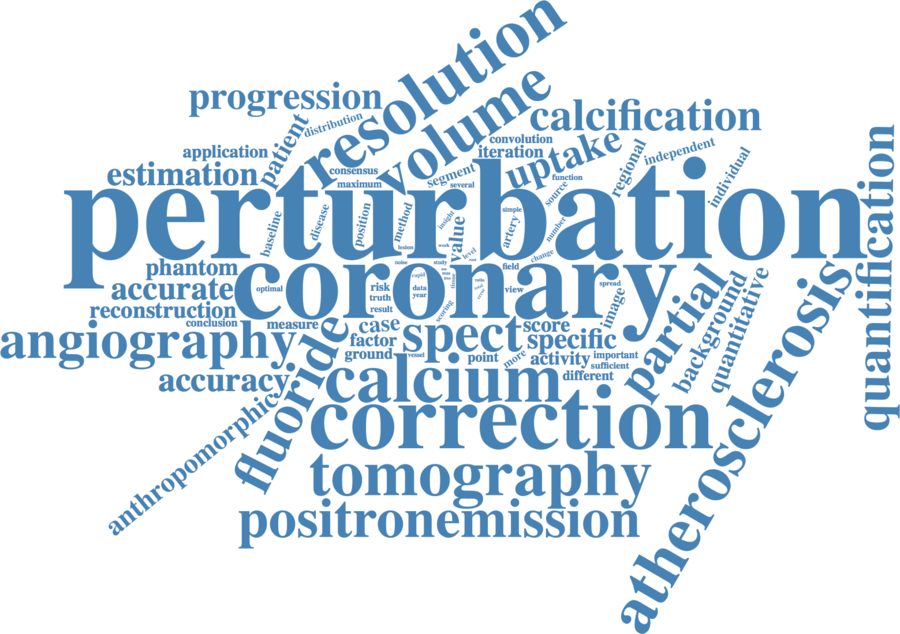 resolution
progression
volume
calcification
distribution
patient
convolution
application
iteration
uptake
independent
regional
consensus
segment
function
estimation
maximum
several
source
individual
quantification
perturbation
baseline
disease
position
method
insight
value
simple
artery
number
change
lesion
work
level
phantom
noise
study
field
coronary
accurate
optimal
risk
rapid
data
year
truth
view
spread
partial
background
quantitative
atherosclerosis
reconstruction
result
scoring
image
conclusion
measure
case
spect
score
specific
angiography
factor
ground
vessel
point
more
activity
important
sufficient
accuracy
fluoride
calcium
different
anthropomorphic
correction
tomography
positronemission